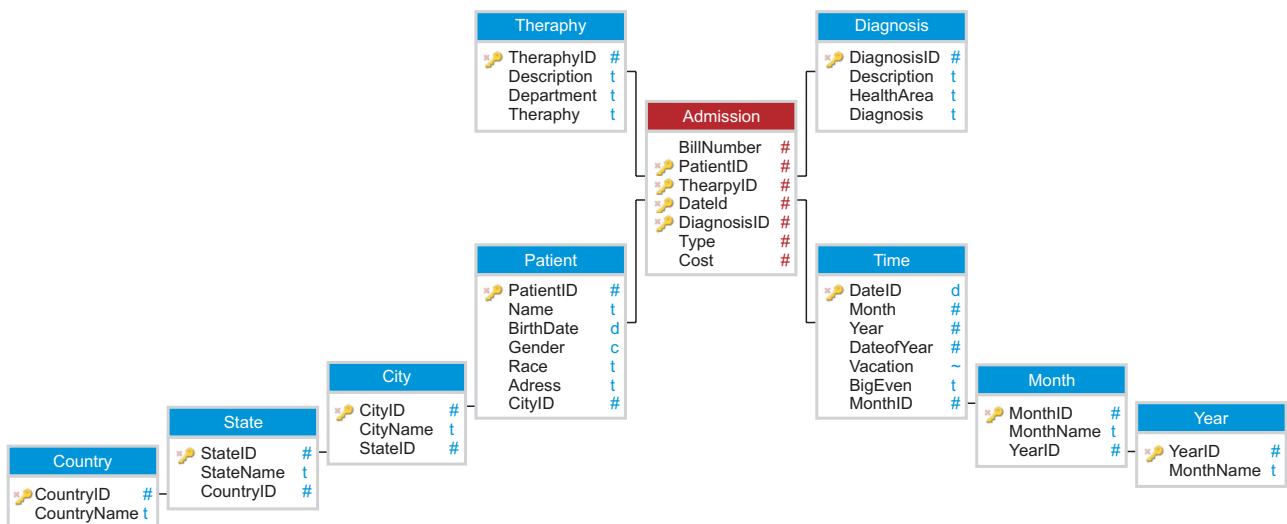 Theraphy
TheraphyID #
Description t
Department t
Theraphy t
Diagnosis
DiagnosisID #
Description t
HealthArea t
Diagnosis t
Admission
BillNumber #
PatientID #
ThearpyID #
DateId #
DiagnosisID #
Type #
Cost #
Patient
PatientID #
Name t
BirthDate d
Gender c
Race t
Adress t
CityID #
Time
DateID d
Month #
Year #
DateofYear #
Vacation ~
BigEven t
MonthID #
City
CityID #
CityName t
StateID #
Month
MonthID #
MonthName t
YearID #
State
StateID #
StateName t
CountryID #
Year
YearID #
MonthName t
Country
CountryID #
CountryName t